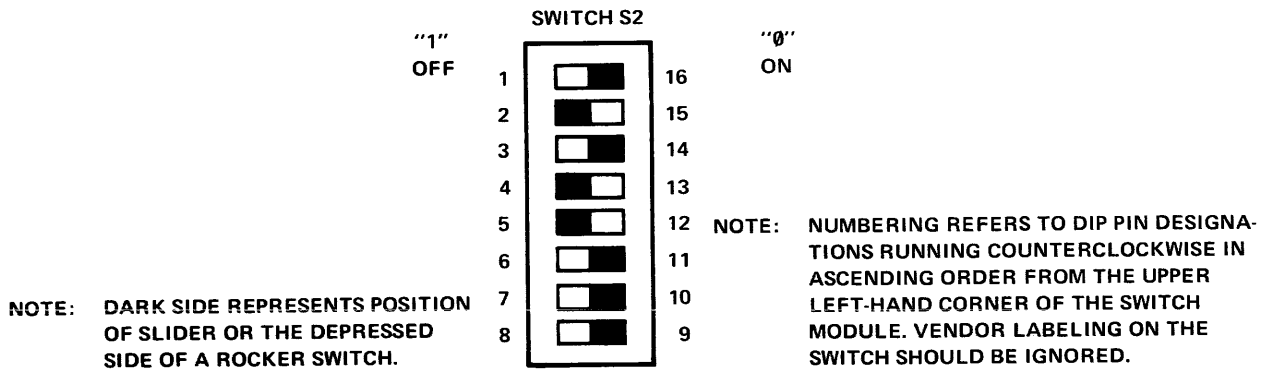 SWITCH S2
"1" "0"
OFF ON
1 16
2 15
3 14
4 13
5 12
6 11
7 10
8 9
NOTE: NUMBERING REFERS TO DIP PIN DESIGNA-
TIONS RUNNING COUNTERCLOCKWISE IN
ASCENDING ORDER FROM THE UPPER
LEFT-HAND CORNER OF THE SWITCH
MODULE. VENDOR LABELING ON THE
SWITCH SHOULD BE IGNORED.
NOTE: DARK SIDE REPRESENTS POSITION
OF SLIDER OR THE DEPRESSED
SIDE OF A ROCKER SWITCH.